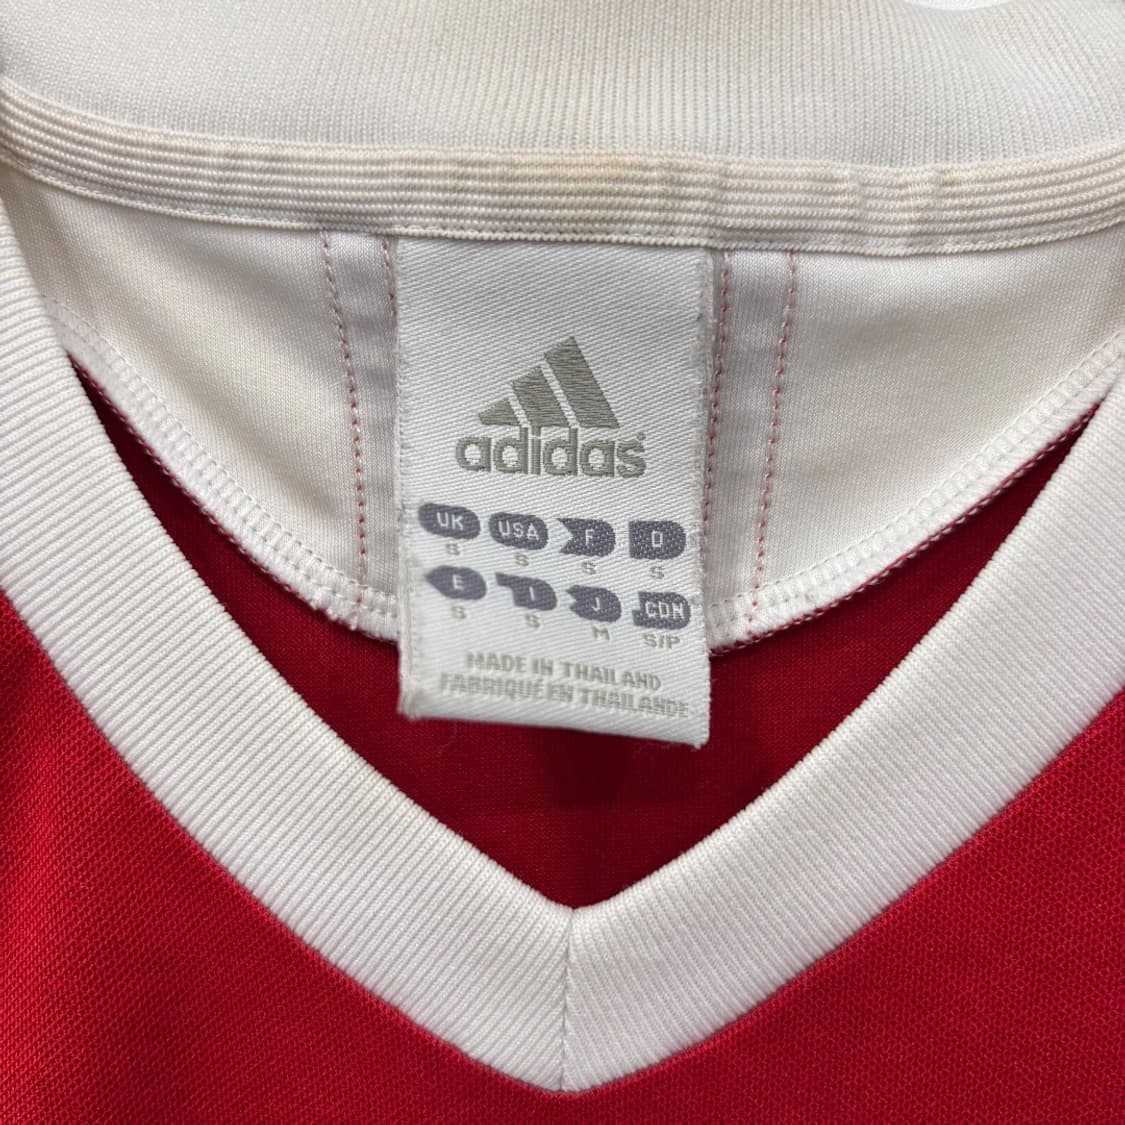 adidas
UK USA F D
S S S S
E I J CDN
S S M S/P
MADE IN THAILAND
FABRIQUÉ EN THAILANDE